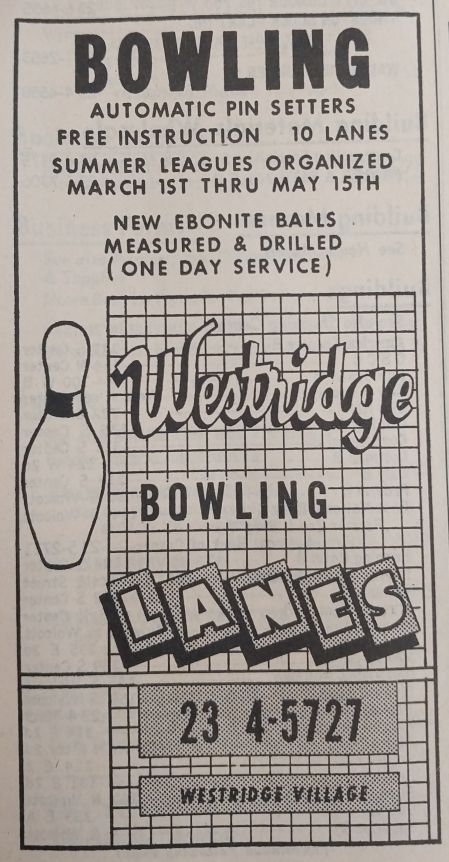 BOWLING
AUTOMATIC PIN SETTERS
FREE INSTRUCTION 10 LANES
SUMMER LEAGUES ORGANIZED
MARCH 1ST THRU MAY 15TH
NEW EBONITE BALLS
MEASURED & DRILLED
(ONE DAY SERVICE)
Westridge
BOWLING
LANES
23 4-5727
WESTRIDGE VILLAGE